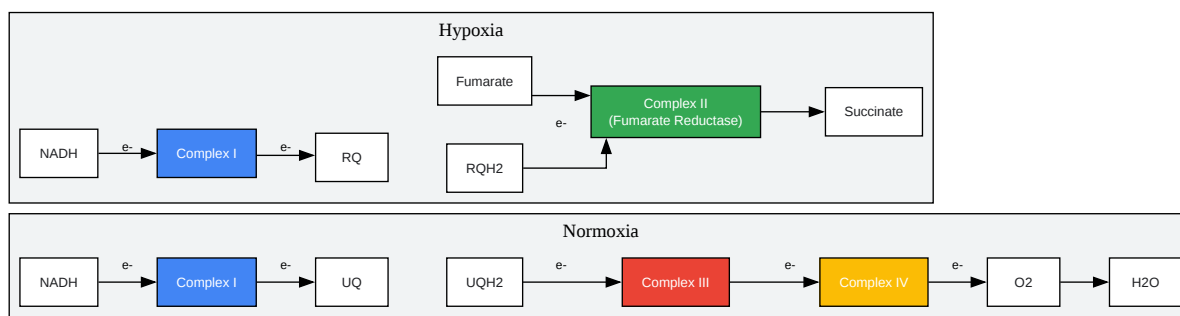 Hypoxia
Fumarate
Complex II
(Fumarate Reductase)
Succinate
e-
NADH
e-
Complex I
e-
RQ
RQH2
Normoxia
NADH
e-
Complex I
e-
UQ
UQH2
e-
Complex III
e-
Complex IV
e-
O2
H2O